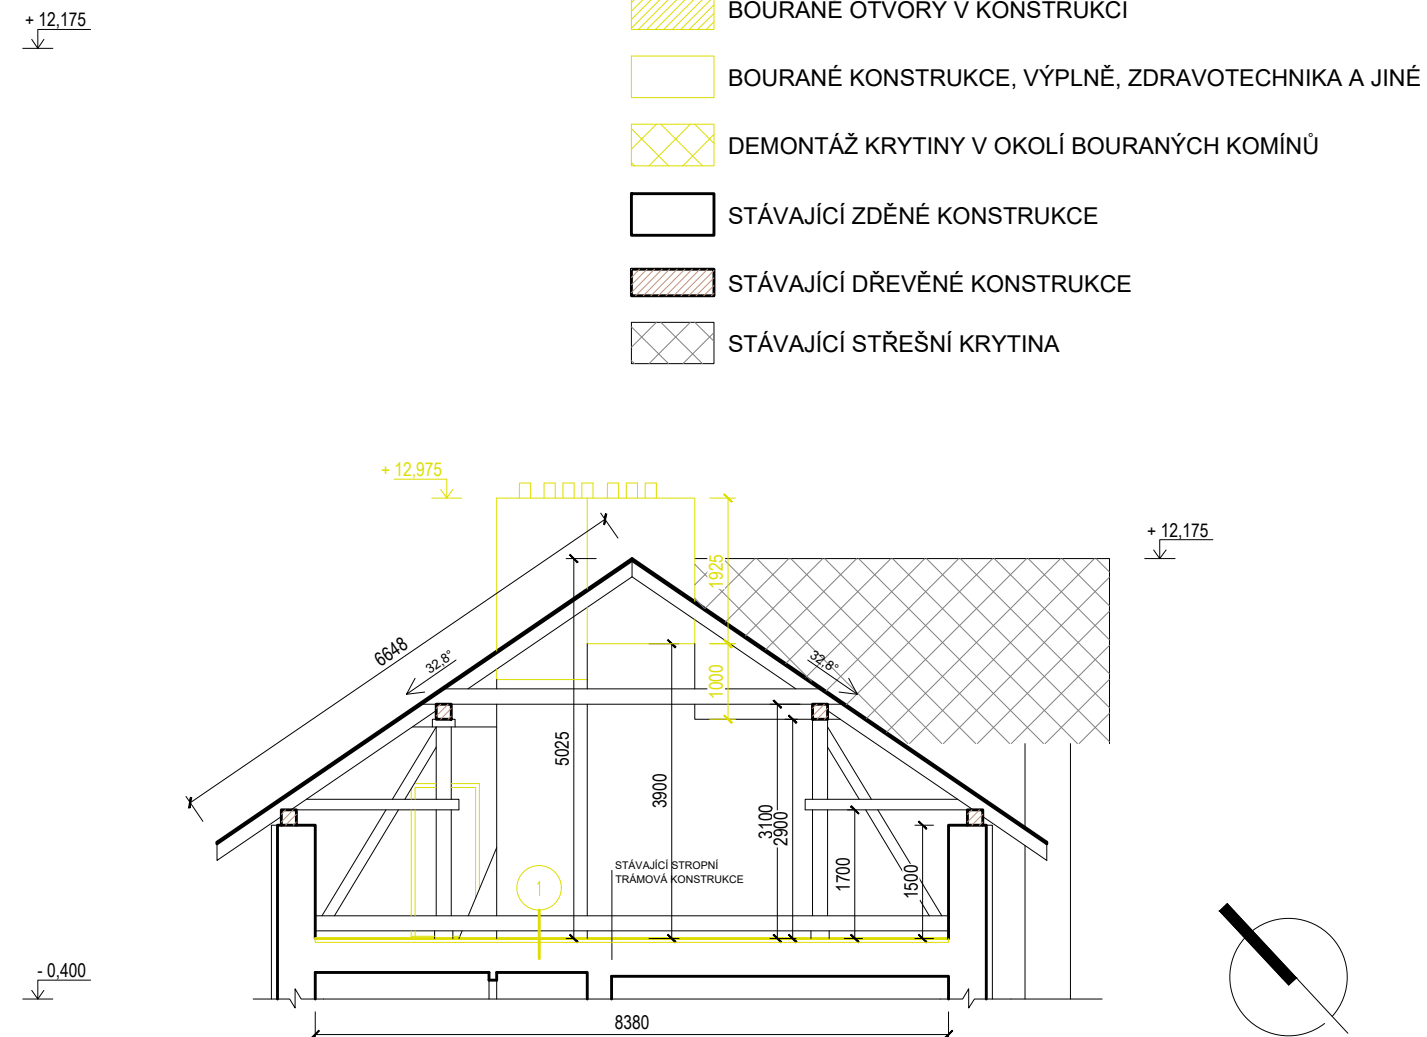 + 12,175
BOURANÉ OTVORY V KONSTRUKCI
BOURANÉ KONSTRUKCE, VÝPLNĚ, ZDRAVOTECHNIKA A JINÉ
DEMONTÁŽ KRYTINY V OKOLÍ BOURANÝCH KOMÍNŮ
STÁVAJÍCÍ ZDĚNÉ KONSTRUKCE
STÁVAJÍCÍ DŘEVĚNÉ KONSTRUKCE
STÁVAJÍCÍ STŘEŠNÍ KRYTINA
+ 12,975
+ 12,175
1925
6648
32,8°
32,8°
1000
5025
3900
3100
2900
1700
1500
STÁVAJÍCÍ STROPNÍ
TRÁMOVÁ KONSTRUKCE
1
- 0,400
8380